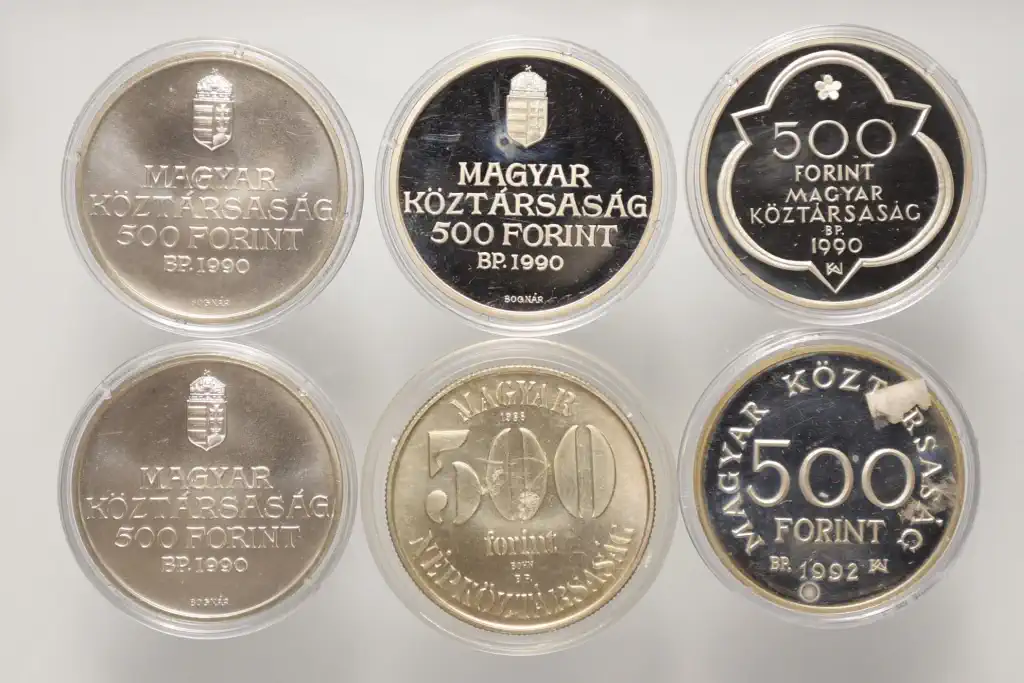 MAGYAR
KÖZTÁRSASÁG
500 FORINT
BP. 1990
BOGNÁR
MAGYAR
KÖZTÁRSASÁG
500 FORINT
BP. 1990
BOGNÁR
500
FORINT
MAGYAR
KÖZTÁRSASÁG
BP.
1990
MAGYAR
KÖZTÁRSASÁG
500 FORINT
BP. 1990
BOGNÁR
MAGYAR
500
forint
BP.
NÉPKÖZTÁRSASÁG
MAGYAR KÖZTÁRSASÁG
500
FORINT
BP. 1992